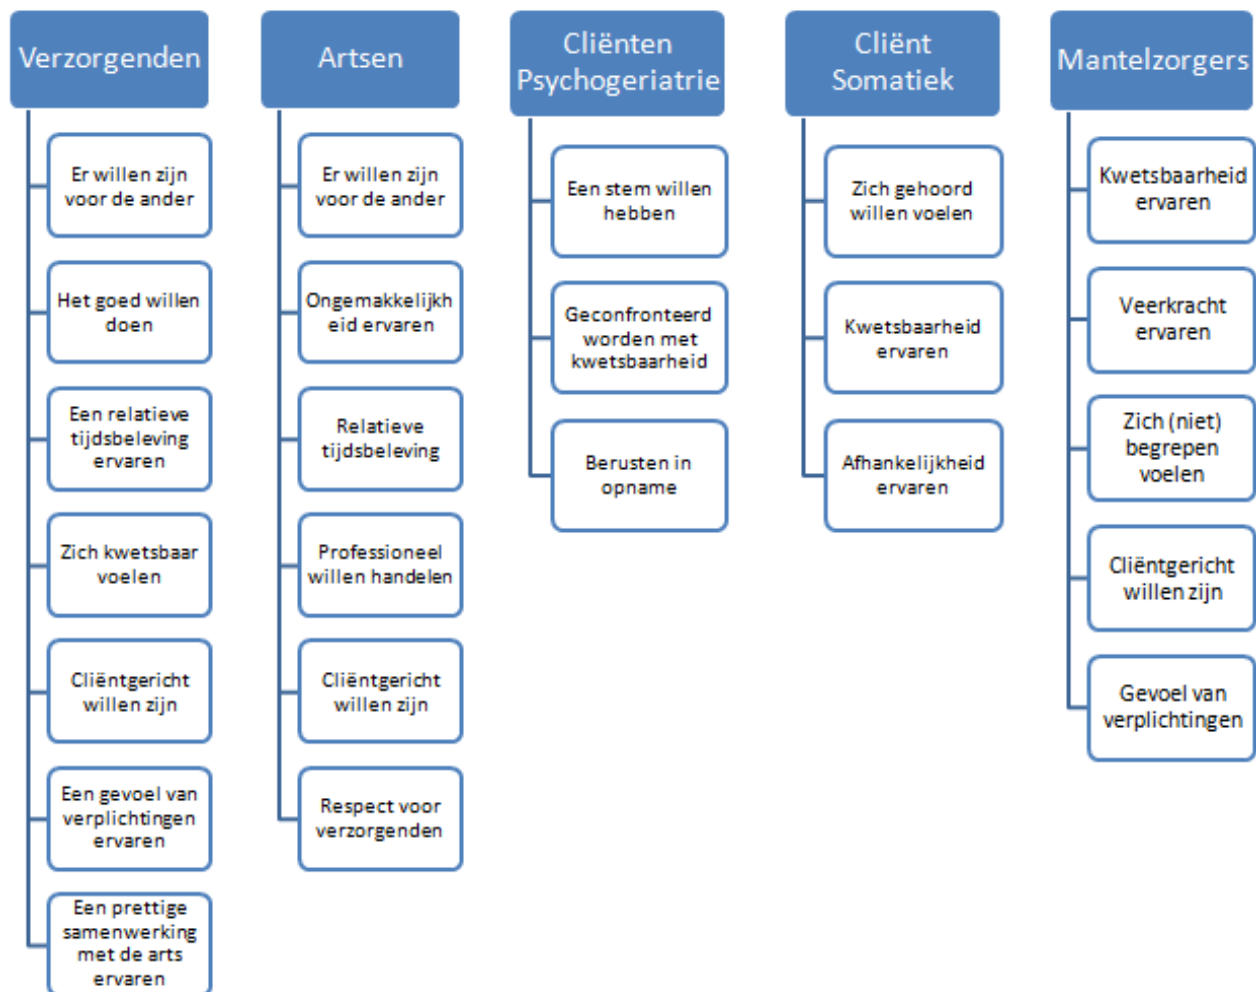 Verzorgenden
Er willen zijn
voor de ander
Het goed willen
doen
Een relatieve
tijdsbeleving
ervaren
Zich kwetsbaar
voelen
Cliëntgericht
willen zijn
Een gevoel van
verplichtingen
ervaren
Een prettige
samenwerking
met de arts
ervaren
Artsen
Er willen zijn
voor de ander
Ongemakkelijkh
eid ervaren
Relatieve
tijdsbeleving
Professioneel
willen handelen
Cliëntgericht
willen zijn
Respect voor
verzorgenden
Cliënten
Psychogeriatrie
Een stem willen
hebben
Geconfronteerd
worden met
kwetsbaarheid
Berusten in
opname
Cliënt
Somatiek
Zich gehoord
willen voelen
Kwetsbaarheid
ervaren
Afhankelijkheid
ervaren
Mantelzorgers
Kwetsbaarheid
ervaren
Veerkracht
ervaren
Zich (niet)
begrepen
voelen
Cliëntgericht
willen zijn
Gevoel van
verplichtingen